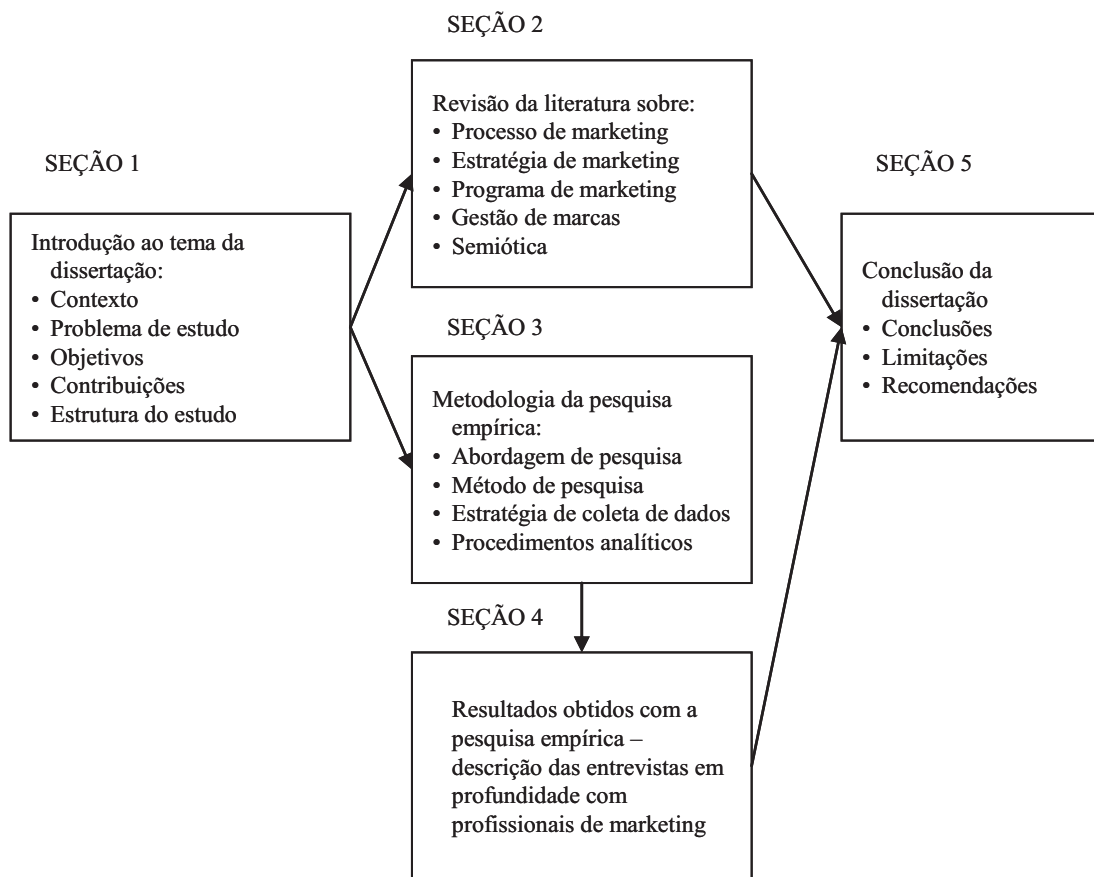 SEÇÃO 1
Introdução ao tema da
dissertação:
• Contexto
• Problema de estudo
• Objetivos
• Contribuições
• Estrutura do estudo
SEÇÃO 2
Revisão da literatura sobre:
• Processo de marketing
• Estratégia de marketing
• Programa de marketing
• Gestão de marcas
• Semiótica
SEÇÃO 3
Metodologia da pesquisa
empírica:
• Abordagem de pesquisa
• Método de pesquisa
• Estratégia de coleta de dados
• Procedimentos analíticos
SEÇÃO 4
Resultados obtidos com a
pesquisa empírica –
descrição das entrevistas em
profundidade com
profissionais de marketing
SEÇÃO 5
Conclusão da
dissertação
• Conclusões
• Limitações
• Recomendações